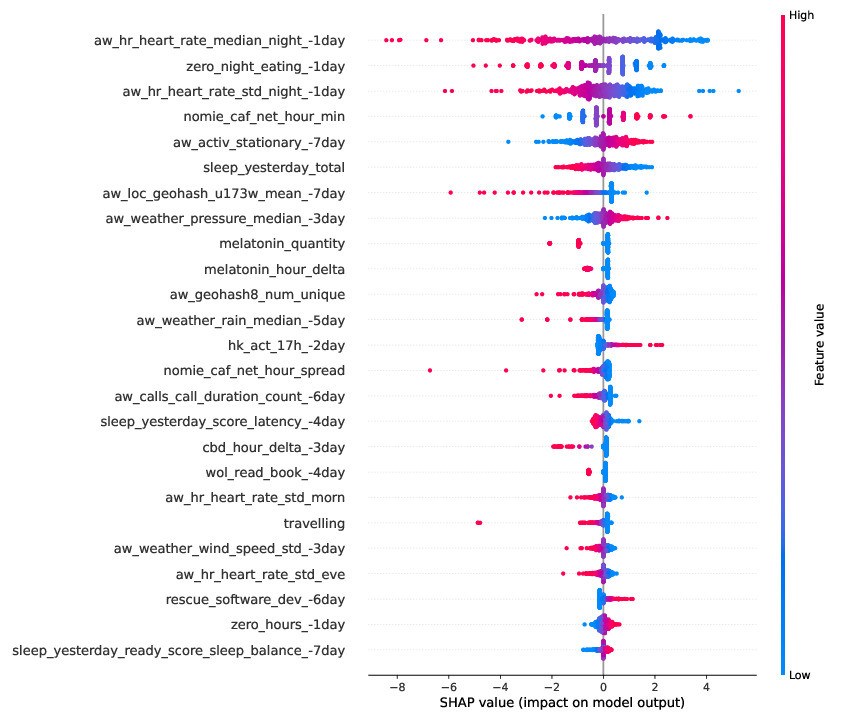 High
aw_hr_heart_rate_median_night_-1day
zero_night_eating_-1day
aw_hr_heart_rate_std_night_-1day
nomie_caf_net_hour_min
aw_activ_stationary_-7day
sleep_yesterday_total
aw_loc_geohash_u173w_mean_-7day
aw_weather_pressure_median_-3day
melatonin_quantity
melatonin_hour_delta
aw_geohash8_num_unique
aw_weather_rain_median_-5day
hk_act_17h_-2day
nomie_caf_net_hour_spread
aw_calls_call_duration_count_-6day
sleep_yesterday_score_latency_-4day
cbd_hour_delta_-3day
wol_read_book_-4day
aw_hr_heart_rate_std_morn
travelling
aw_weather_wind_speed_std_-3day
aw_hr_heart_rate_std_eve
rescue_software_dev_-6day
zero_hours_-1day
sleep_yesterday_ready_score_sleep_balance_-7day
Feature value
Low
−8 −6 −4 −2 0 2 4
SHAP value (impact on model output)